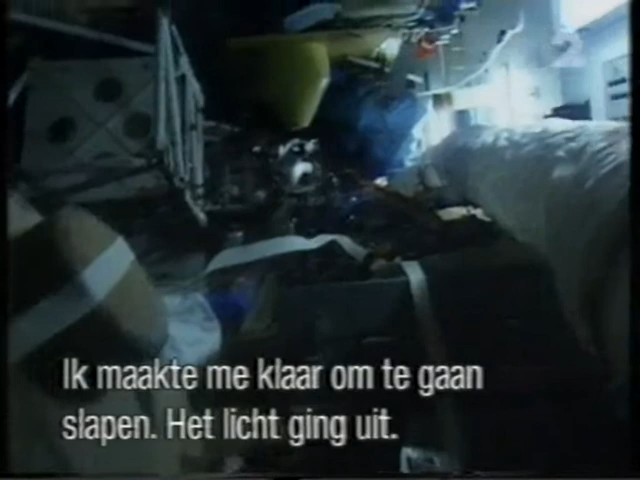 Ik maakte me klaar om te gaan
slapen. Het licht ging uit.